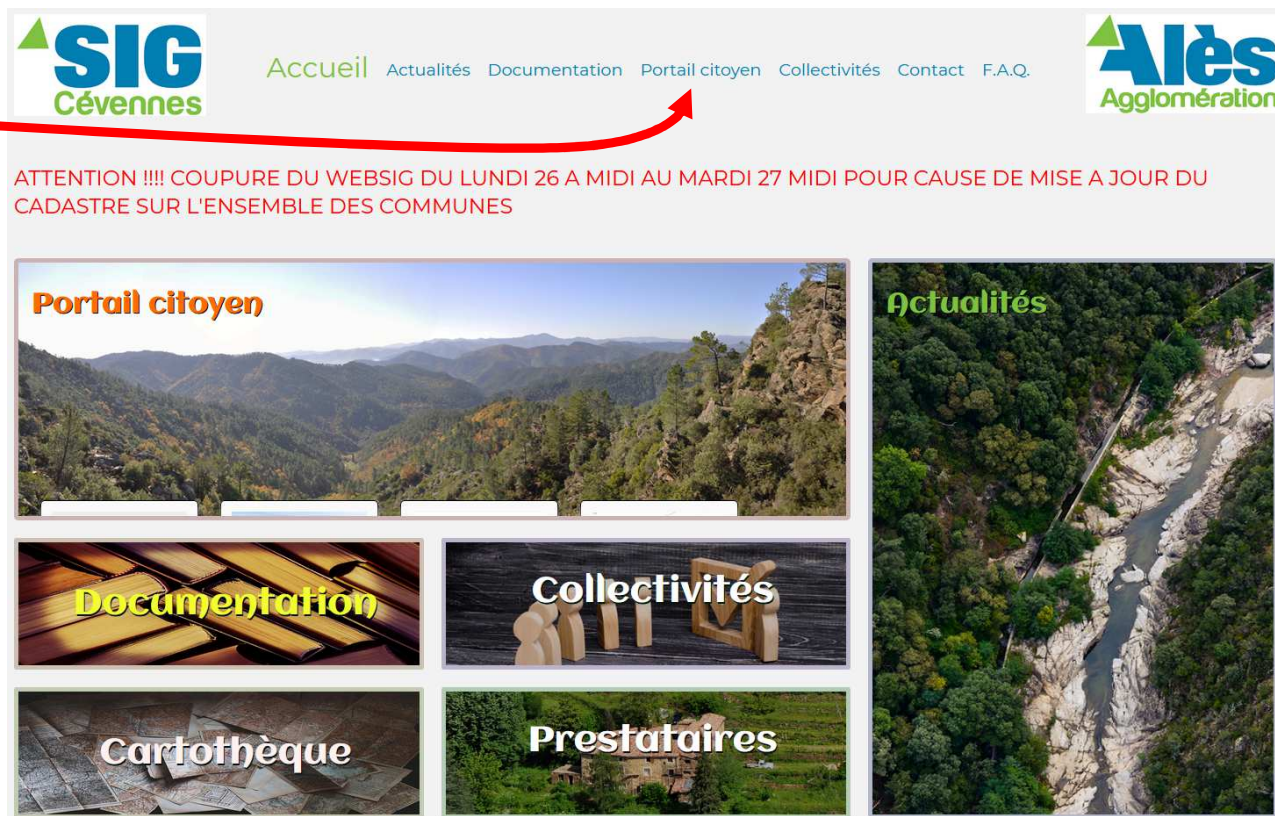 SIG
Cévennes
Accueil Actualités Documentation Portail citoyen Collectivités Contact F.A.Q.
Alès
Agglomération
ATTENTION !!!! COUPURE DU WEBSIG DU LUNDI 26 A MIDI AU MARDI 27 MIDI POUR CAUSE DE MISE A JOUR DU
CADASTRE SUR L'ENSEMBLE DES COMMUNES
Portail citoyen
Actualités
Documentation
Collectivités
Cartothèque
Prestataires